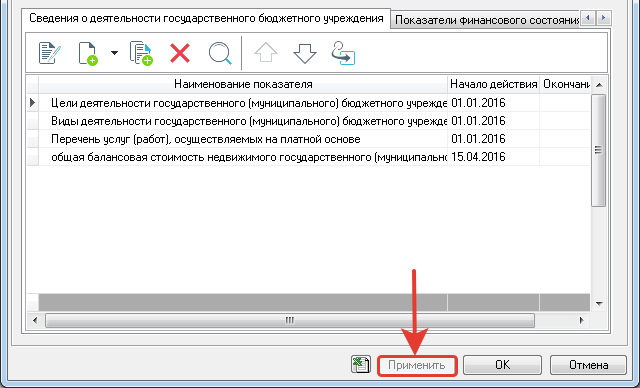 Сведения о деятельности государственного бюджетного учреждения
Показатели финансового состояния
Наименование показателя Начало действия Окончани
Цели деятельности государственного (муниципального) бюджетного учрежде 01.01.2016
Виды деятельности государственного (муниципального) бюджетного учрежде 01.01.2016
Перечень услуг (работ), осуществляемых на платной основе 01.01.2016
общая балансовая стоимость недвижимого государственного (муниципально 15.04.2016
Применить OK Отмена